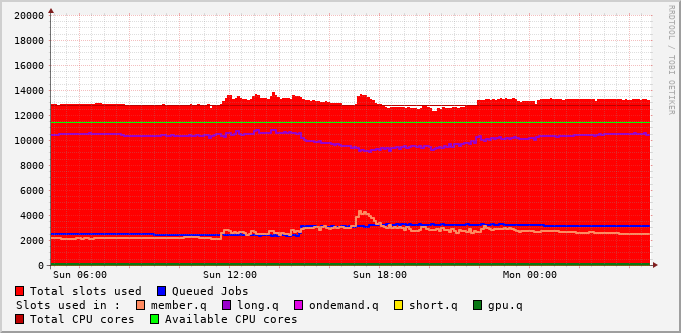 20000
18000
16000
14000
12000
10000
8000
6000
4000
2000
0
Sun 06:00 Sun 12:00 Sun 18:00 Mon 00:00
RRDTOOL / TOBI OETIKER
Total slots used Queued Jobs
Slots used in : member.q long.q ondemand.q short.q gpu.q
Total CPU cores Available CPU cores